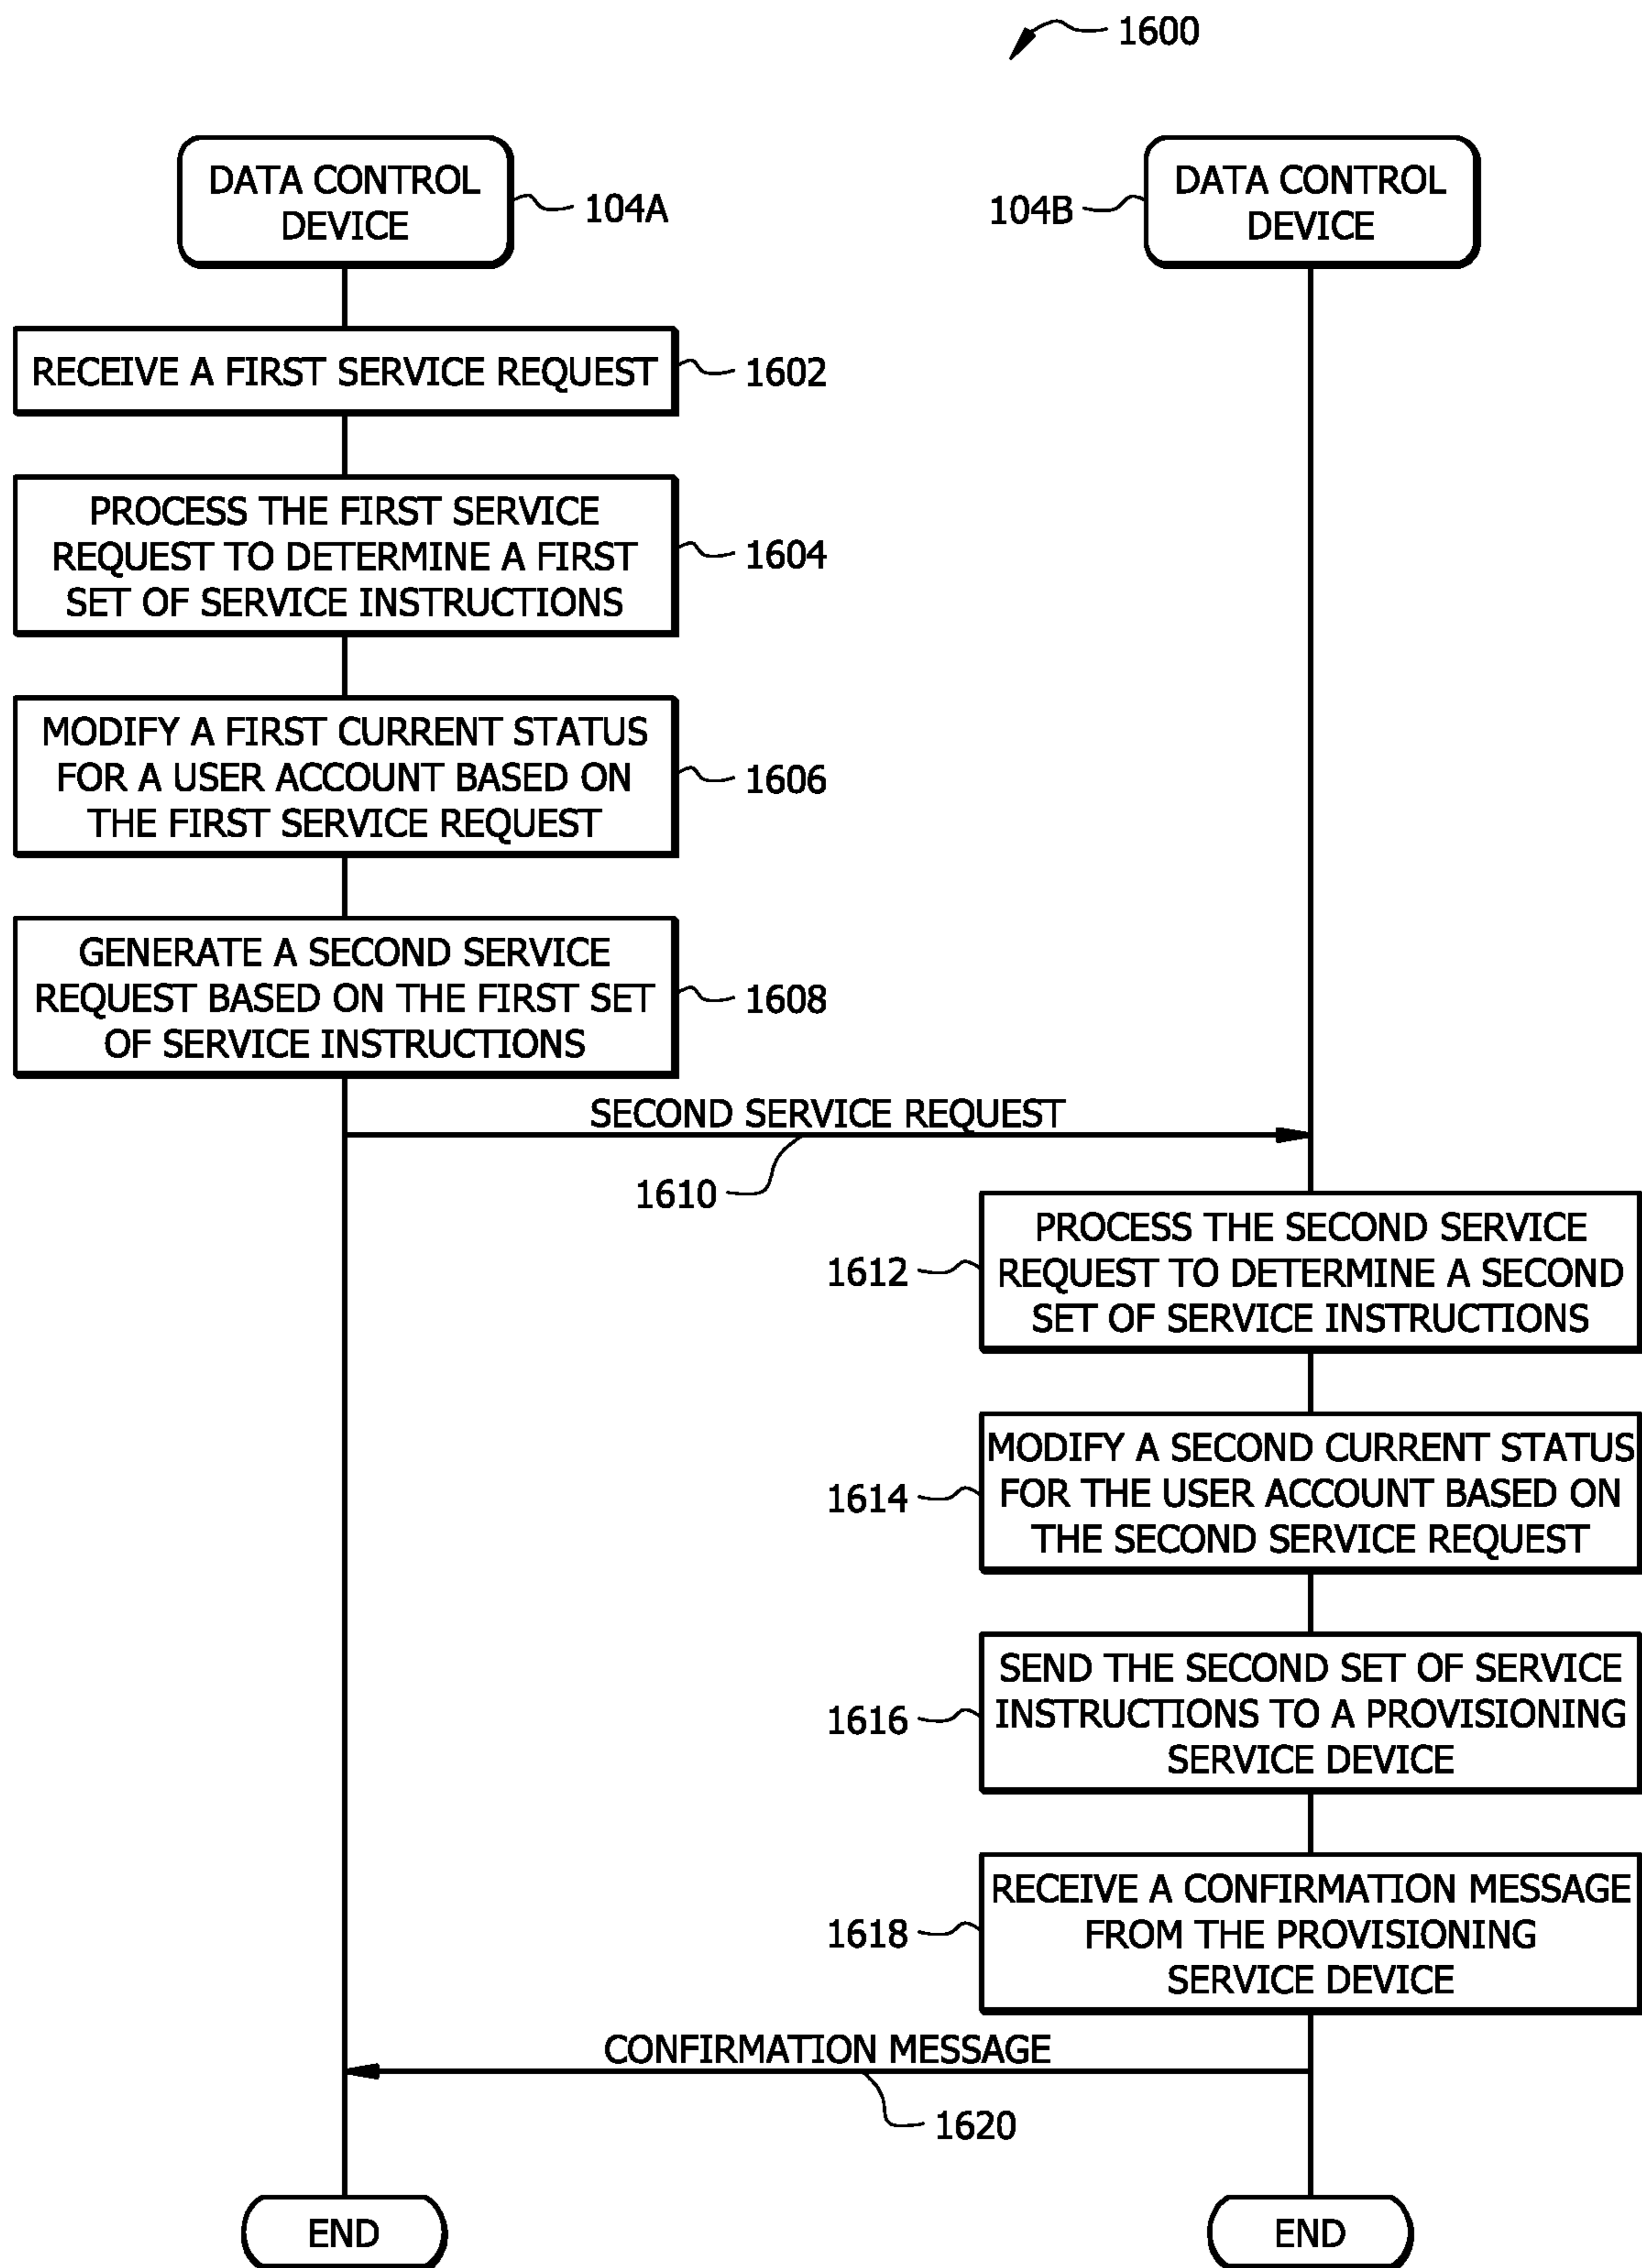 1600
DATA CONTROL
DEVICE
104A
104B
DATA CONTROL
DEVICE
RECEIVE A FIRST SERVICE REQUEST
1602
PROCESS THE FIRST SERVICE
REQUEST TO DETERMINE A FIRST
SET OF SERVICE INSTRUCTIONS
1604
MODIFY A FIRST CURRENT STATUS
FOR A USER ACCOUNT BASED ON
THE FIRST SERVICE REQUEST
1606
GENERATE A SECOND SERVICE
REQUEST BASED ON THE FIRST SET
OF SERVICE INSTRUCTIONS
1608
SECOND SERVICE REQUEST
1610
PROCESS THE SECOND SERVICE
REQUEST TO DETERMINE A SECOND
SET OF SERVICE INSTRUCTIONS
1612
MODIFY A SECOND CURRENT STATUS
FOR THE USER ACCOUNT BASED ON
THE SECOND SERVICE REQUEST
1614
SEND THE SECOND SET OF SERVICE
INSTRUCTIONS TO A PROVISIONING
SERVICE DEVICE
1616
RECEIVE A CONFIRMATION MESSAGE
FROM THE PROVISIONING
SERVICE DEVICE
1618
CONFIRMATION MESSAGE
1620
END
END